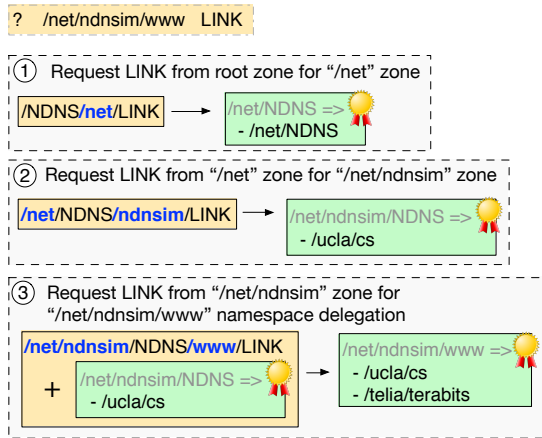 ? /net/ndnsim/www LINK
1 Request LINK from root zone for “/net” zone
/NDNS/net/LINK
/net/NDNS =>
- /net/NDNS
2 Request LINK from “/net” zone for “/net/ndnsim” zone
/net/NDNS/ndnsim/LINK
/net/ndnsim/NDNS =>
- /ucla/cs
3 Request LINK from “/net/ndnsim” zone for
“/net/ndnsim/www” namespace delegation
/net/ndnsim/NDNS/www/LINK
+
/net/ndnsim/NDNS =>
- /ucla/cs
/net/ndnsim/www =>
- /ucla/cs
- /telia/terabits